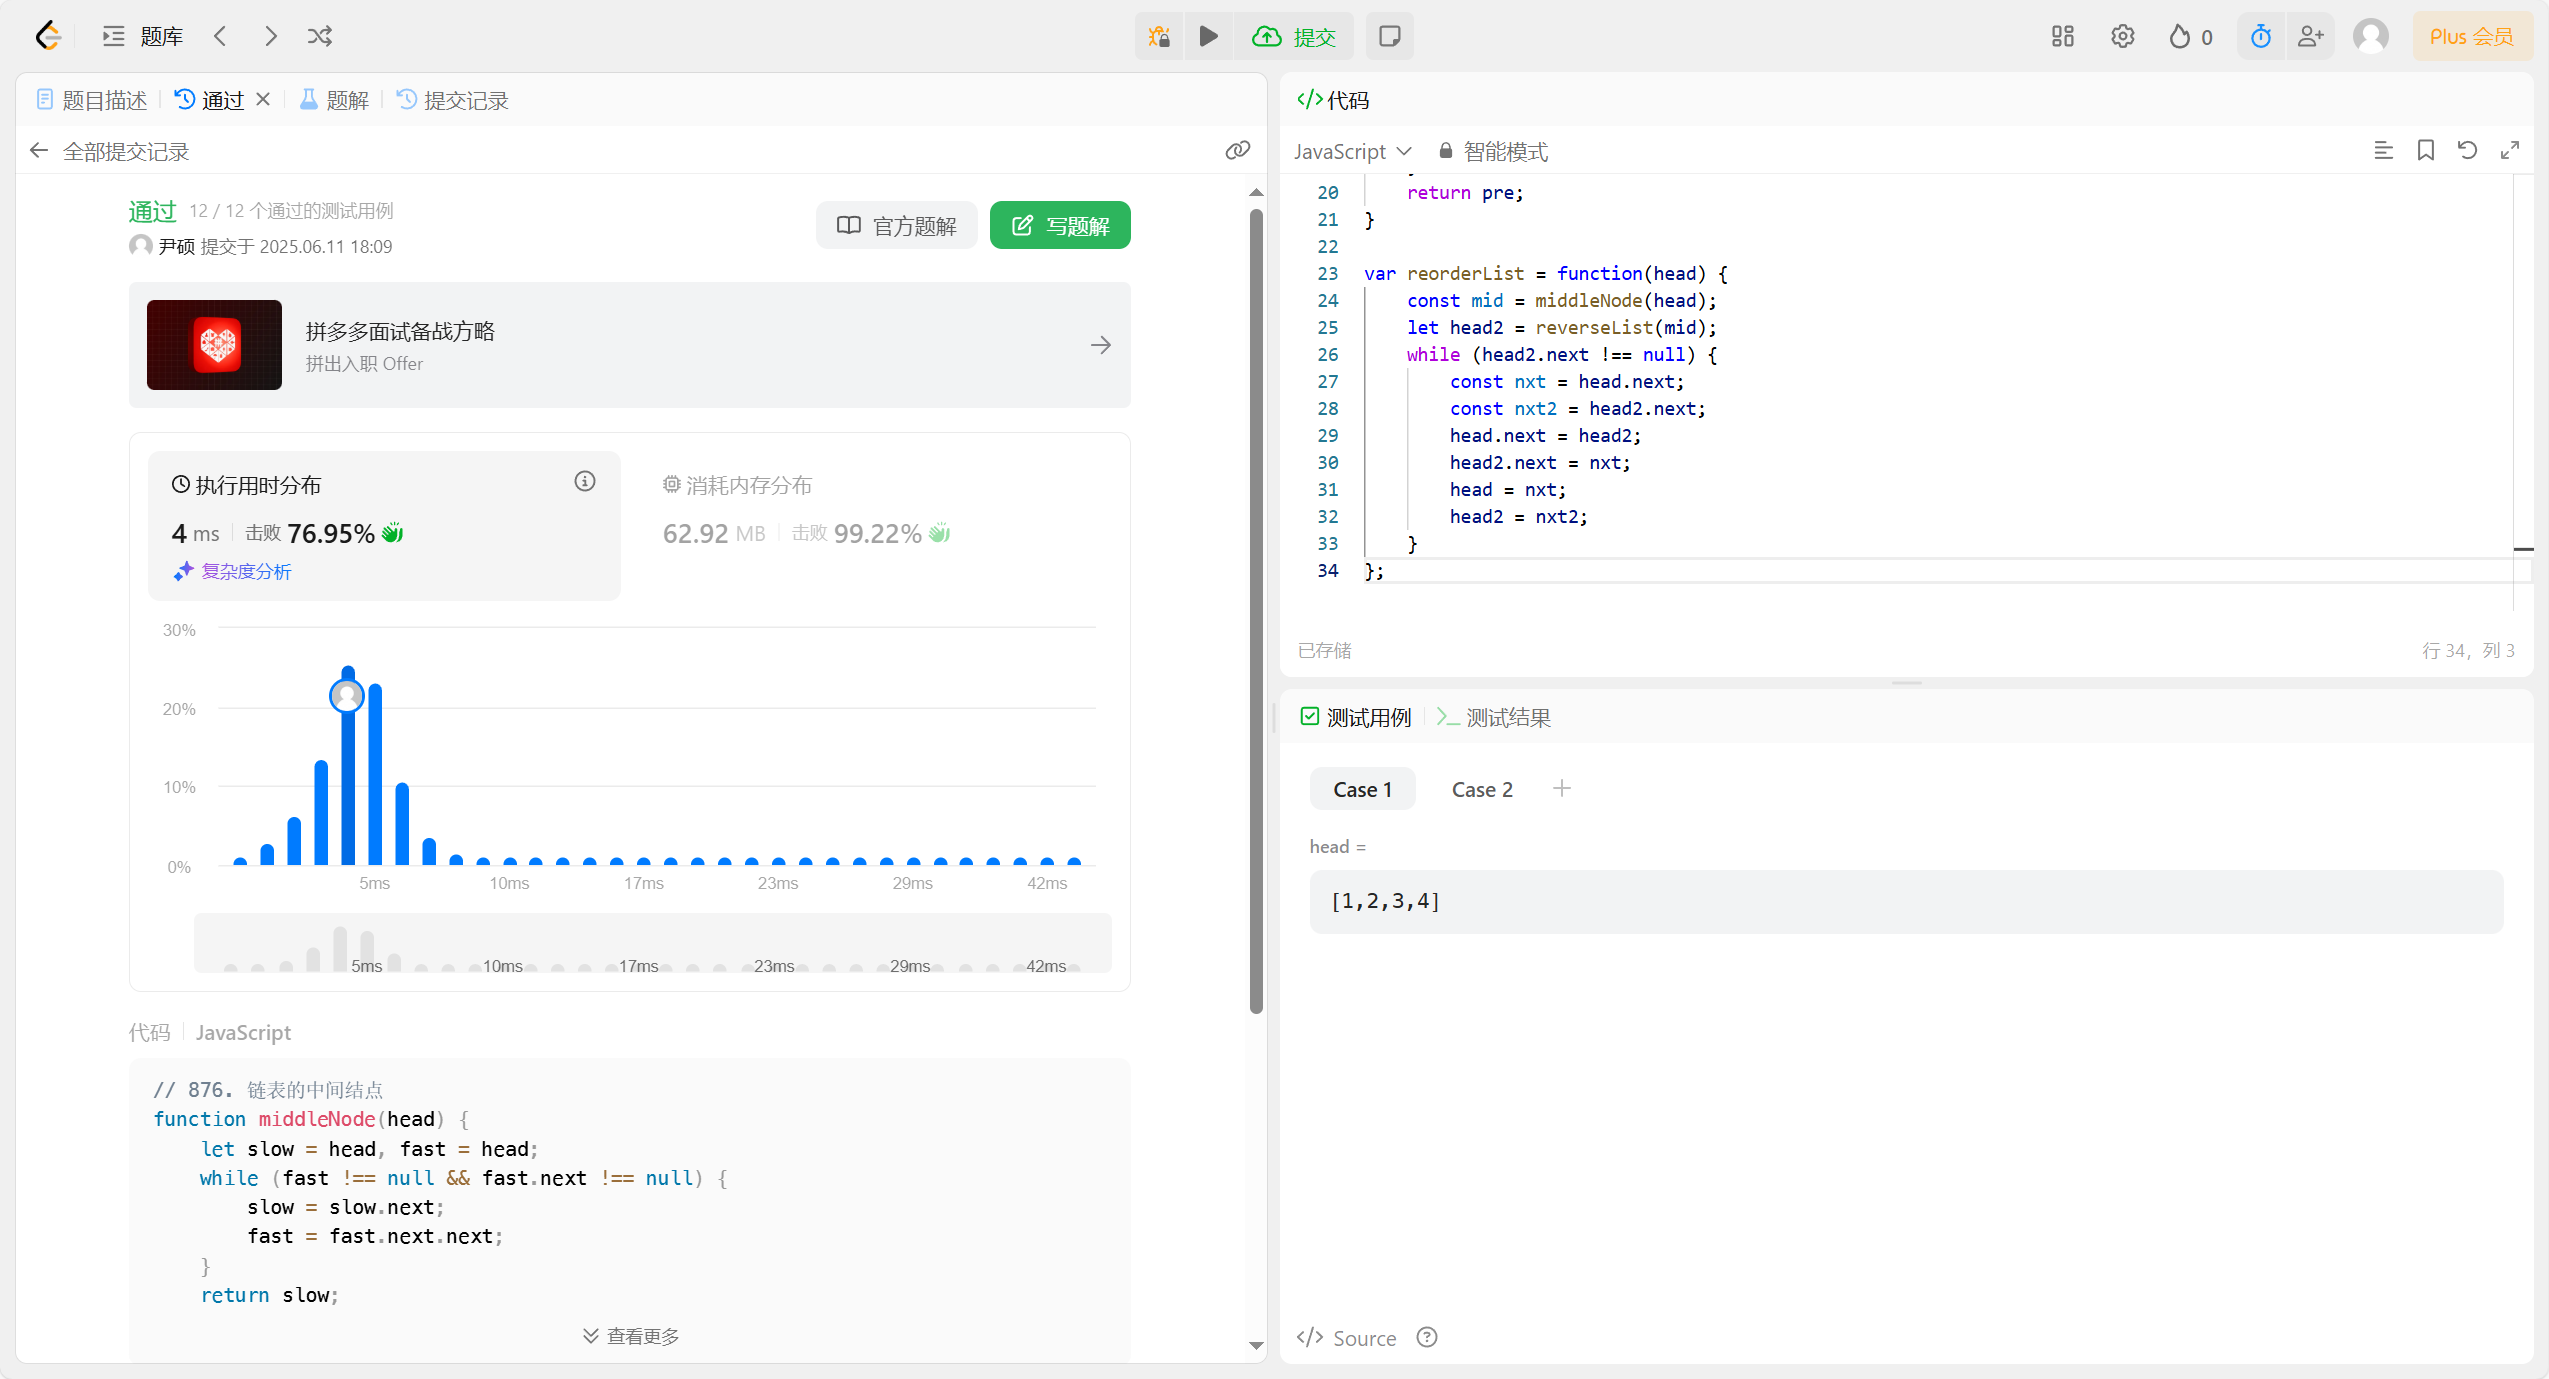 题库
提交
0
Plus 会员
题目描述
通过
题解
提交记录
全部提交记录
通过 12 / 12 个通过的测试用例
尹硕 提交于 2025.06.11 18:09
官方题解
写题解
拼多多面试备战方略
拼出入职 Offer
执行用时分布
4 ms 击败 76.95%
复杂度分析
消耗内存分布
62.92 MB 击败 99.22%
30%
20%
10%
0%
5ms 10ms 17ms 23ms 29ms 42ms
5ms 10ms 17ms 23ms 29ms 42ms
代码 JavaScript
// 876. 链表的中间结点
function middleNode(head) {
    let slow = head, fast = head;
    while (fast !== null && fast.next !== null) {
        slow = slow.next;
        fast = fast.next.next;
    }
    return slow;
查看更多
</>代码
JavaScript 智能模式
20     return pre;
21 }
22
23 var reorderList = function(head) {
24     const mid = middleNode(head);
25     let head2 = reverseList(mid);
26     while (head2.next !== null) {
27         const nxt = head.next;
28         const nxt2 = head2.next;
29         head.next = head2;
30         head2.next = nxt;
31         head = nxt;
32         head2 = nxt2;
33     }
34 };
已存储
行 34，列 3
测试用例
测试结果
Case 1 Case 2
head =
[1,2,3,4]
</> Source